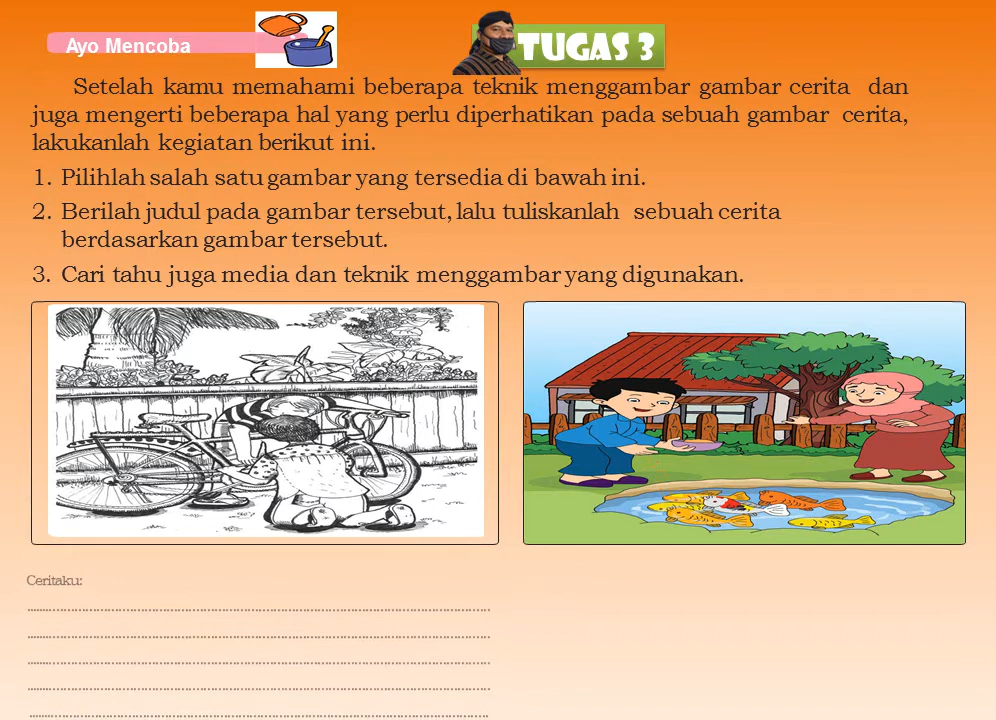 Ayo Mencoba
TUGAS 3
Setelah kamu memahami beberapa teknik menggambar gambar cerita dan
juga mengerti beberapa hal yang perlu diperhatikan pada sebuah gambar cerita,
lakukanlah kegiatan berikut ini.
1. Pilihlah salah satu gambar yang tersedia di bawah ini.
2. Berilah judul pada gambar tersebut, lalu tuliskanlah sebuah cerita
berdasarkan gambar tersebut.
3. Cari tahu juga media dan teknik menggambar yang digunakan.
Ceritaku: